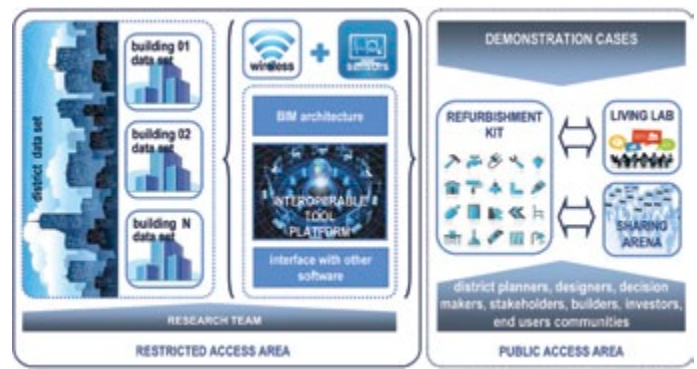 district data set
building 01
data set
building 02
data set
building N
data set
wireless
+
sensors
BIM architecture
INTEROPERABLE
TOOL
PLATFORM
interface with other
software
RESEARCH TEAM
RESTRICTED ACCESS AREA
DEMONSTRATION CASES
REFURBISHMENT
KIT
LIVING LAB
SHARING
ARENA
district planners, designers, decision
makers, stakeholders, builders, investors,
end users communities
PUBLIC ACCESS AREA